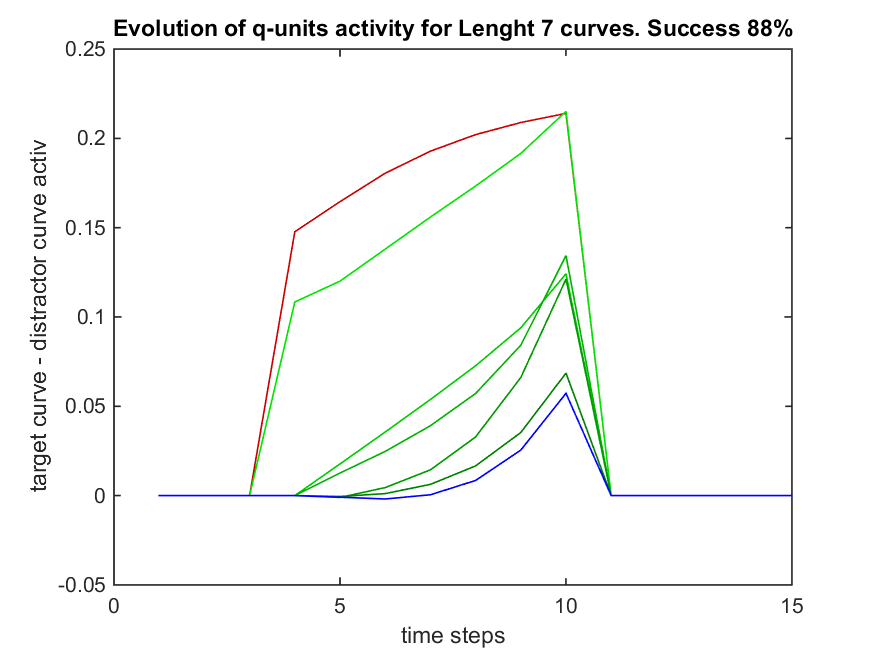 Evolution of q-units activity for Lenght 7 curves. Success 88%
0.25
0.2
0.15
0.1
0.05
0
-0.05
target curve - distractor curve activ
0 5 10 15
time steps